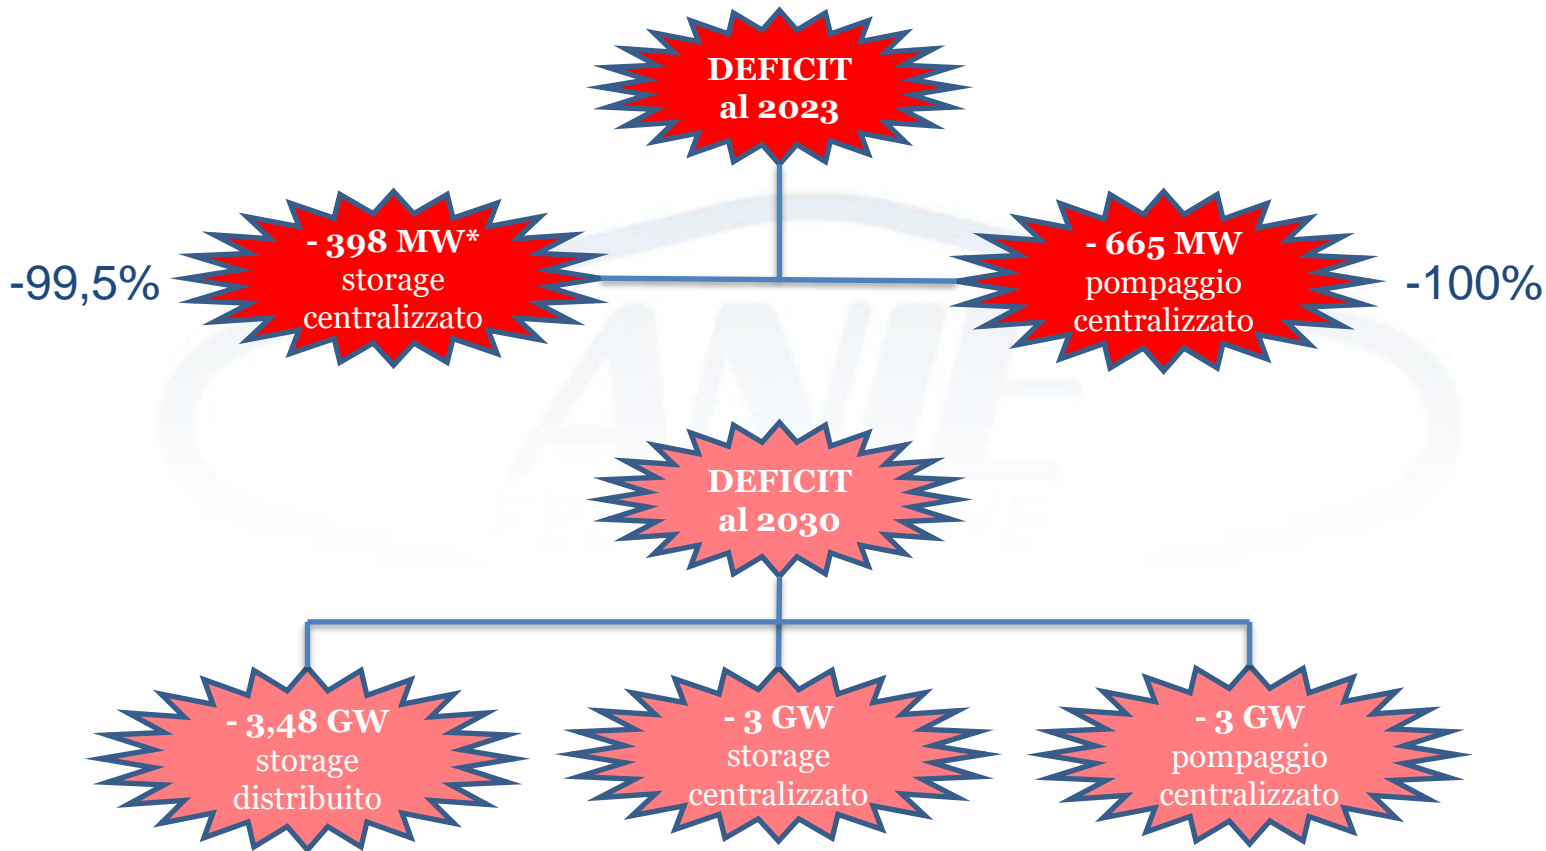 DEFICIT
al 2023
- 398 MW*
storage
centralizzato
-99,5%
- 665 MW
pompaggio
centralizzato
-100%
ANIE
DEFICIT
al 2030
- 3,48 GW
storage
distribuito
- 3 GW
storage
centralizzato
- 3 GW
pompaggio
centralizzato